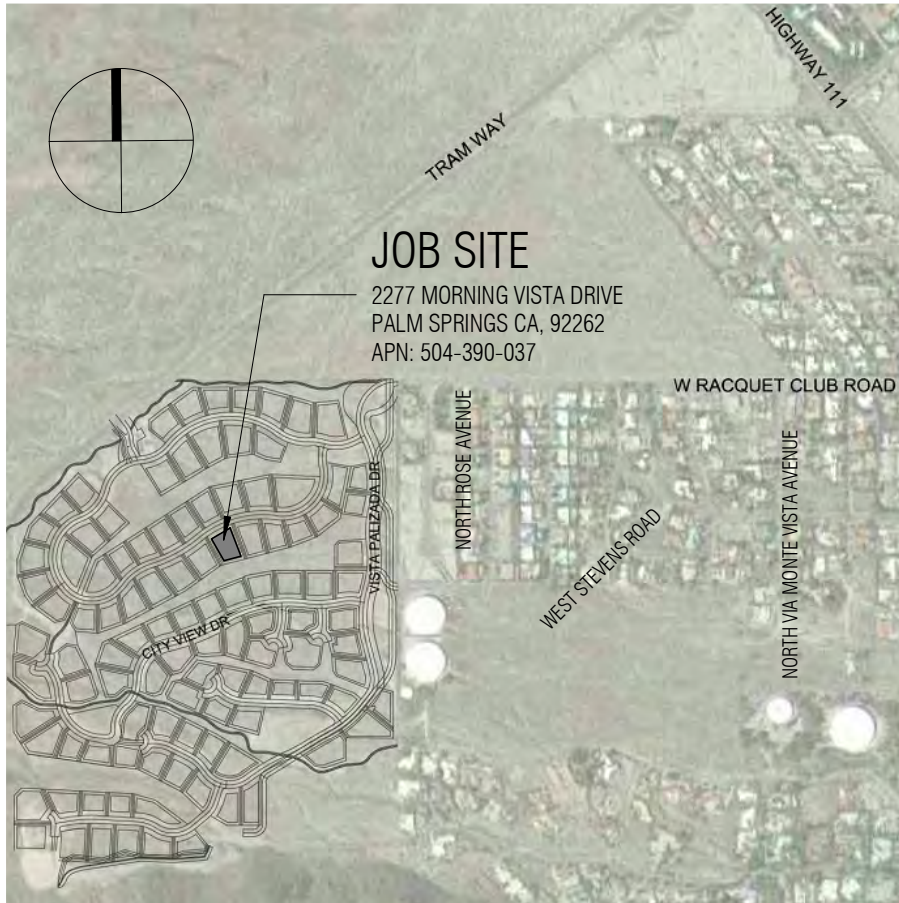 HIGHWAY 111
TRAM WAY
JOB SITE
2277 MORNING VISTA DRIVE
PALM SPRINGS CA, 92262
APN: 504-390-037
W RACQUET CLUB ROAD
NORTH ROSE AVENUE
VISTA PALIZADA DR
NORTH VIA MONTE VISTA AVENUE
WEST STEVENS ROAD
CITY VIEW DR